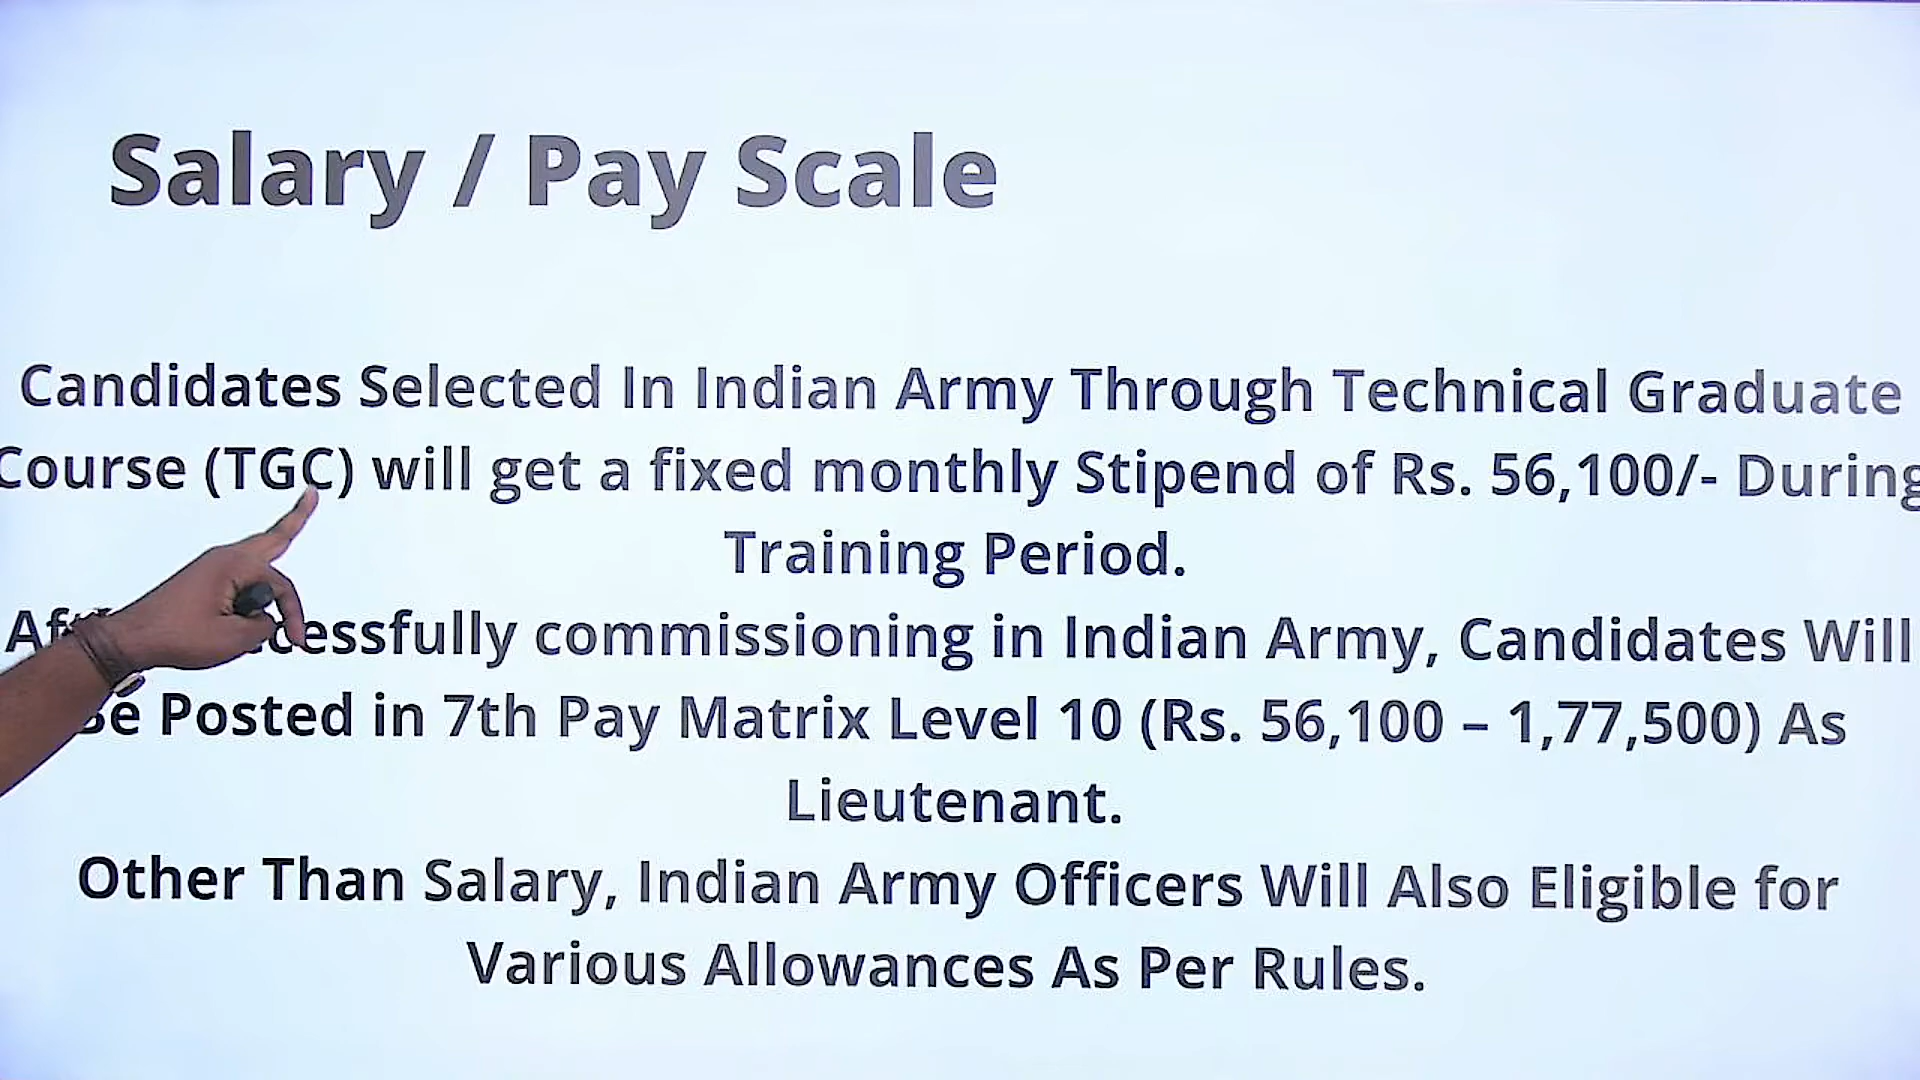 Salary / Pay Scale
Candidates Selected In Indian Army Through Technical Graduate
Course (TGC) will get a fixed monthly Stipend of Rs. 56,100/- During
Training Period.
commissioning in Indian Army, Candidates Will
Be Posted in 7th Pay Matrix Level 10 (Rs. 56,100 – 1,77,500) As
Lieutenant.
Other Than Salary, Indian Army Officers Will Also Eligible for
Various Allowances As Per Rules.